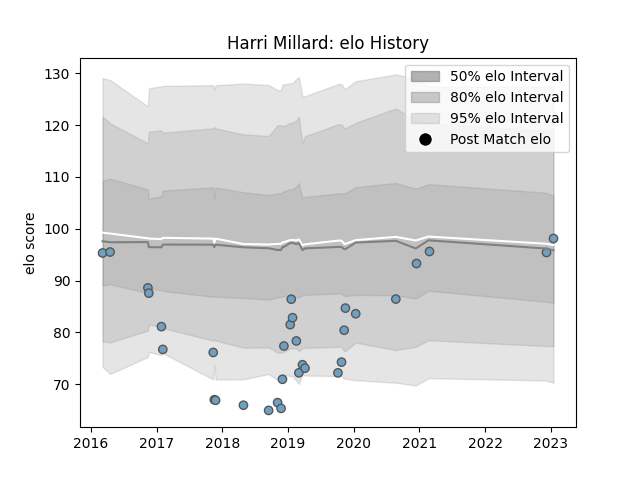 Harri Millard: elo History
130
120
110
100
90
80
70
elo score
50% elo Interval
80% elo Interval
95% elo Interval
Post Match elo
2016 2017 2018 2019 2020 2021 2022 2023